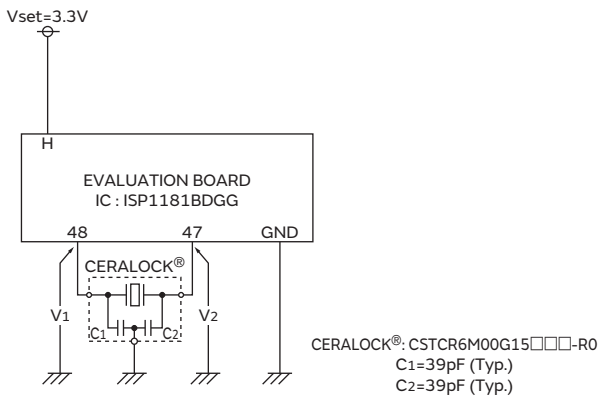 Vset=3.3V
H
EVALUATION BOARD
IC : ISP1181BDGG
48 47 GND
CERALOCK®
V1 V2
C1 C2
CERALOCK®: CSTCR6M00G15□□□-R0
C1=39pF (Typ.)
C2=39pF (Typ.)